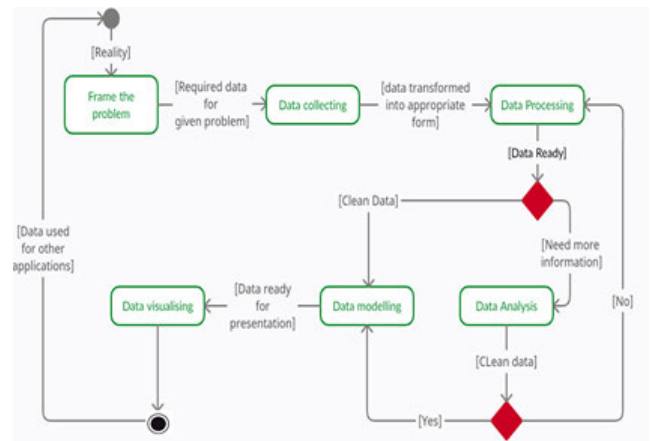 [Reality]
Frame the
problem
[Required data
for
given problem]
Data collecting
[data transformed
into appropriate
form]
Data Processing
[Data Ready]
[Clean Data]
[Need more
information]
[Data used
for other
applications]
Data visualising
[Data ready
for
presentation]
Data modelling
Data Analysis
[No]
[CLean data]
[Yes]